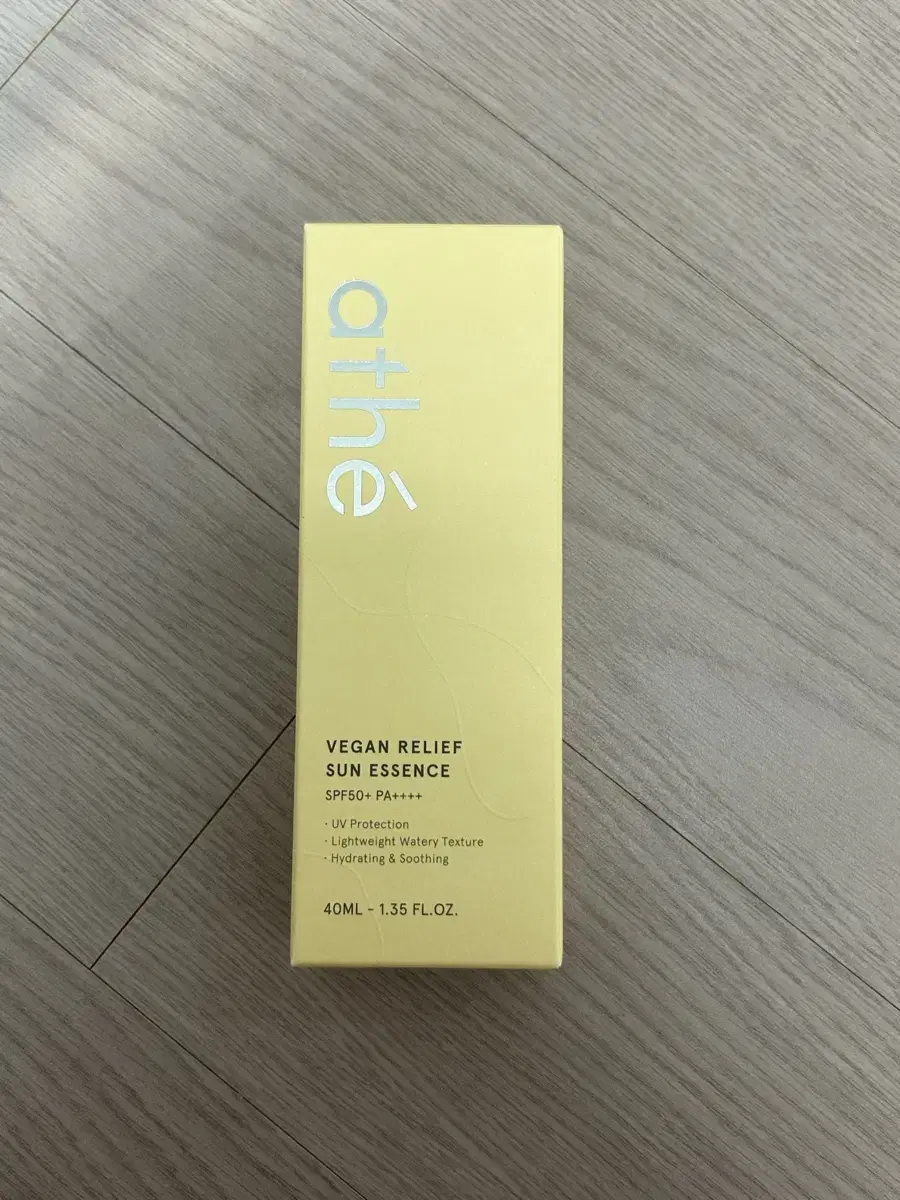 athé
VEGAN RELIEF
SUN ESSENCE
SPF50+ PA++++
· UV Protection
· Lightweight Watery Texture
· Hydrating & Soothing
40ML - 1.35 FL.OZ.